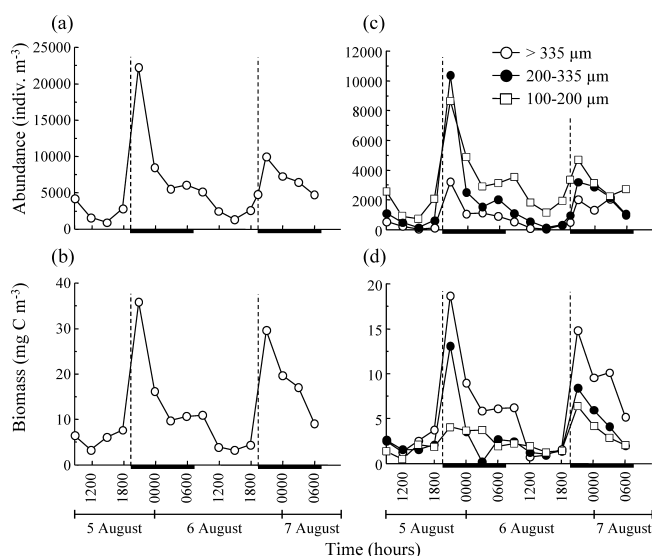 (a)
Abundance (indiv. m-3)
25000
20000
15000
10000
5000
0
(c)
12000
10000
8000
6000
4000
2000
0
> 335 µm
200-335 µm
100-200 µm
(b)
Biomass (mg C m-3)
40
30
20
10
0
(d)
20
15
10
5
0
1200 1800 0000 0600 1200 1800 0000 0600
1200 1800 0000 0600 1200 1800 0000 0600
5 August 6 August 7 August
5 August 6 August 7 August
Time (hours)